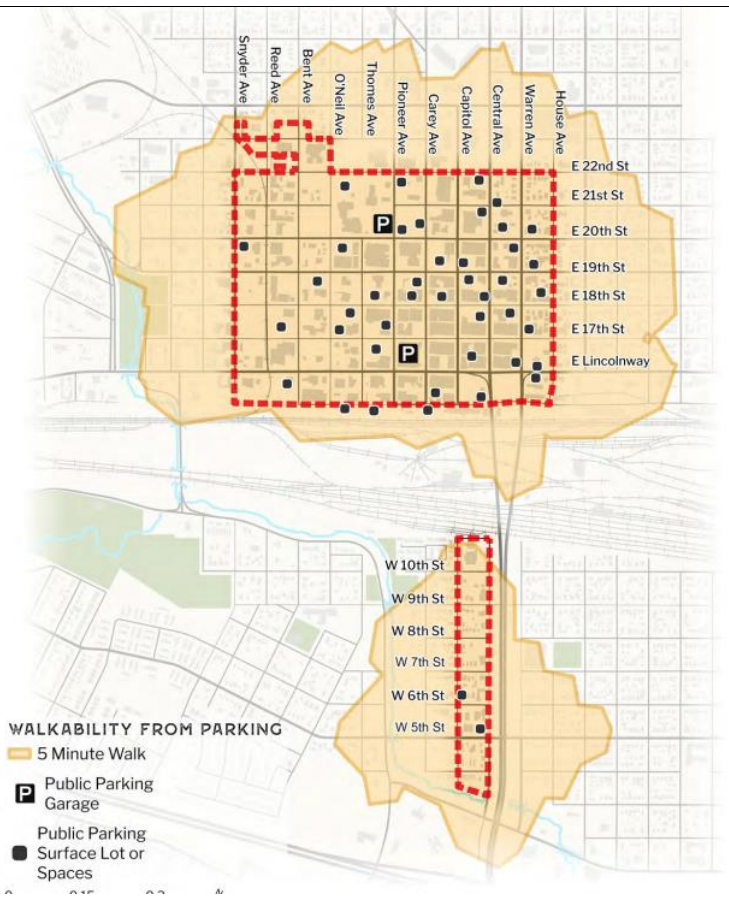 Snyder Ave
Reed Ave
Bent Ave
O'Neil Ave
Thomes Ave
Pioneer Ave
Carey Ave
Capitol Ave
Central Ave
Warren Ave
House Ave
E 22nd St
E 21st St
E 20th St
P
E 19th St
E 18th St
E 17th St
P
E Lincolnway
W 10th St
W 9th St
W 8th St
W 7th St
W 6th St
W 5th St
WALKABILITY FROM PARKING
5 Minute Walk
P
Public Parking
Garage
Public Parking
Surface Lot or
Spaces